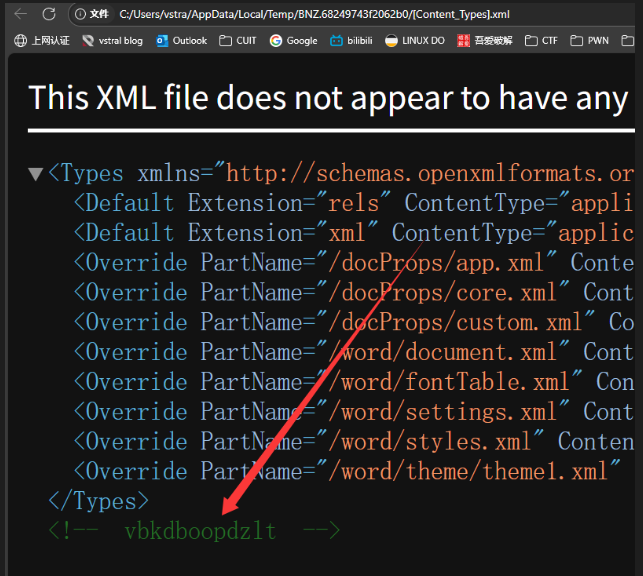 文件 C:/Users/vstra/AppData/Local/Temp/BNZ.68249743f2062b0/[Content_Types].xml
上网认证 vstral blog Outlook CUIT Google bilibili LINUX DO 吾爱破解 CTF PWN
This XML file does not appear to have any
<Types xmlns="http://schemas.openxmlformats.or
<Default Extension="rels" ContentType="appli
<Default Extension="xml" ContentType="applic
<Override PartName="/docProps/app.xml" Conte
<Override PartName="/docProps/core.xml" Cont
<Override PartName="/docProps/custom.xml" Co
<Override PartName="/word/document.xml" Cont
<Override PartName="/word/fontTable.xml" Con
<Override PartName="/word/settings.xml" Cont
<Override PartName="/word/styles.xml" Conten
<Override PartName="/word/theme/theme1.xml"
</Types>
<!-- vbkdboopdzlt -->